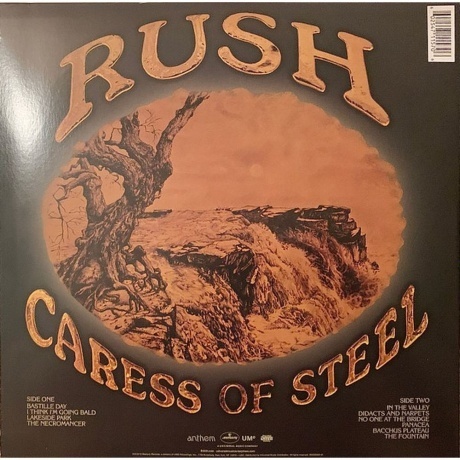 RUSH
CARESS OF STEEL
SIDE ONE
BASTILLE DAY
I THINK I'M GOING BALD
LAKESIDE PARK
THE NECROMANCER
SIDE TWO
IN THE VALLEY
DIDACTS AND NARPETS
NO ONE AT THE BRIDGE
PANACEA
BACCHUS PLATEAU
THE FOUNTAIN
anthem
UMe